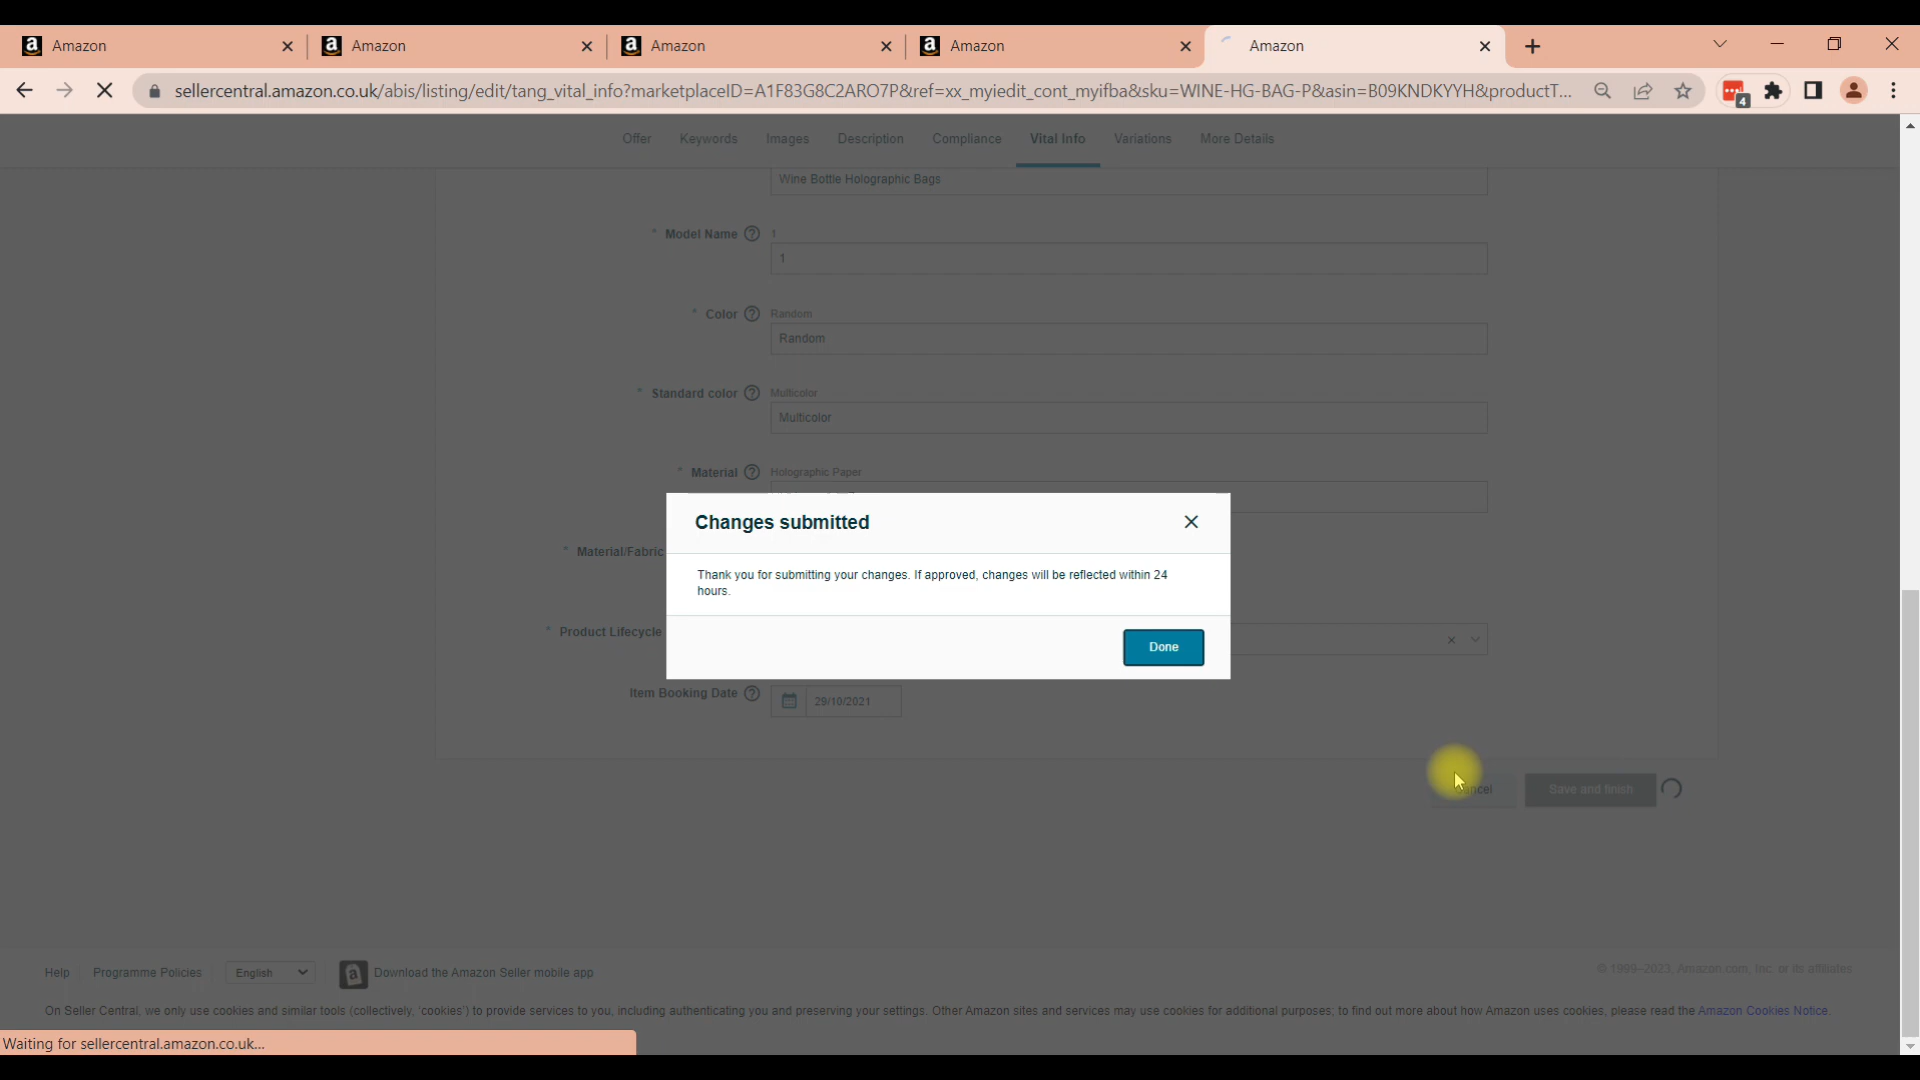 Amazon
Amazon
Amazon
Amazon
Amazon
sellercentral.amazon.co.uk/abis/listing/edit/tang_vital_info?marketplaceID=A1F83G8C2ARO7P&ref=xx_myiedit_cont_myifba&sku=WINE-HG-BAG-P&asin=B09KNDKYYH&productT...
4
Offer Keywords Images Description Compliance Vital Info Variations More Details
Wine Bottle Holographic Bags
* Model Name ? 1
1
* Color ? Random
Random
* Standard color ? Multicolor
Multicolor
* Material ? Holographic Paper
Changes submitted
* Material/Fabric
Thank you for submitting your changes. If approved, changes will be reflected within 24
hours.
* Product Lifecycle
Done
Item Booking Date ? 29/10/2021
Cancel Save and finish
Help Programme Policies English Download the Amazon Seller mobile app
© 1999-2023, Amazon.com, Inc. or its affiliates
On Seller Central, we only use cookies and similar tools (collectively, 'cookies') to provide services to you, including authenticating you and preserving your settings. Other Amazon sites and services may use cookies for additional purposes; to find out more about how Amazon uses cookies, please read the Amazon Cookies Notice.
Waiting for sellercentral.amazon.co.uk...